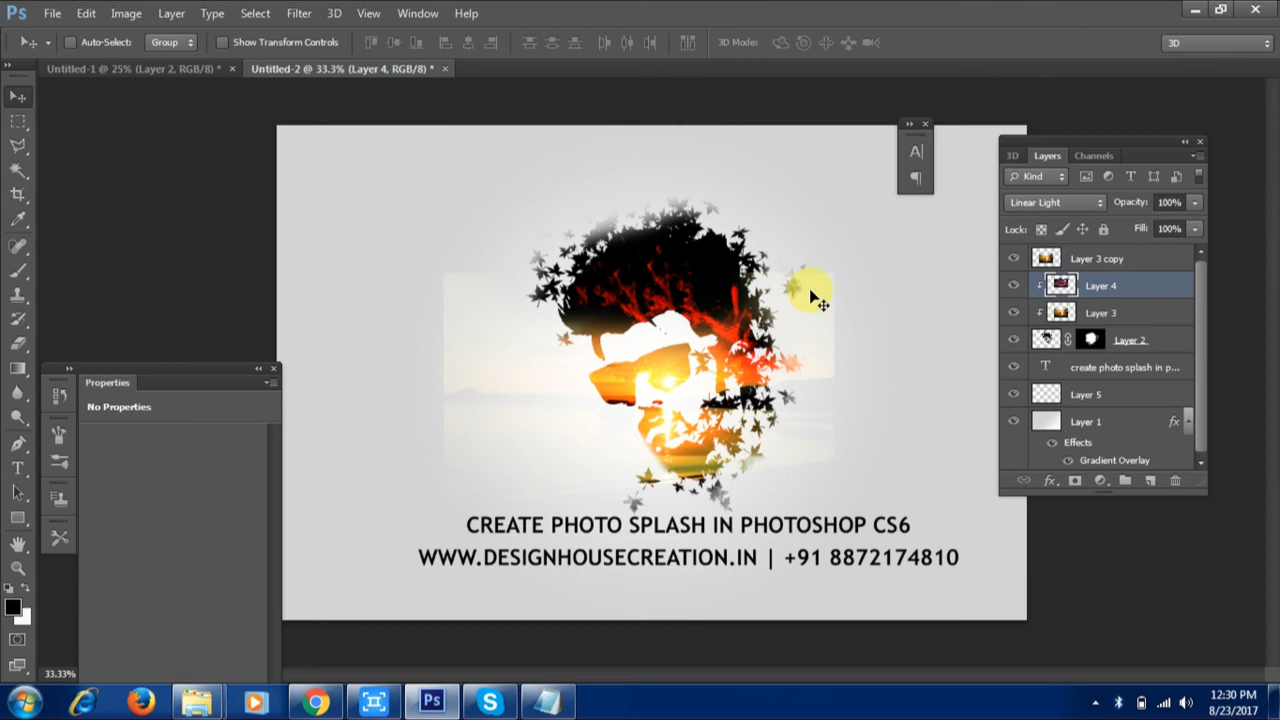 Ps File Edit Image Layer Type Select Filter 3D View Window Help
Auto-Select: Group Show Transform Controls 3D Mode: 3D
Untitled-1 @ 25% (Layer 2, RGB/8) * × Untitled-2 @ 33.3% (Layer 4, RGB/8) * ×
3D Layers Channels
Kind
Linear Light Opacity: 100%
Lock: Fill: 100%
Layer 3 copy
Layer 4
Layer 3
Layer 2
T create photo splash in p...
Layer 5
Layer 1 fx
Effects
Gradient Overlay
Properties
No Properties
CREATE PHOTO SPLASH IN PHOTOSHOP CS6
WWW.DESIGNHOUSECREATION.IN | +91 8872174810
33.33%
Ps
12:30 PM
8/23/2017